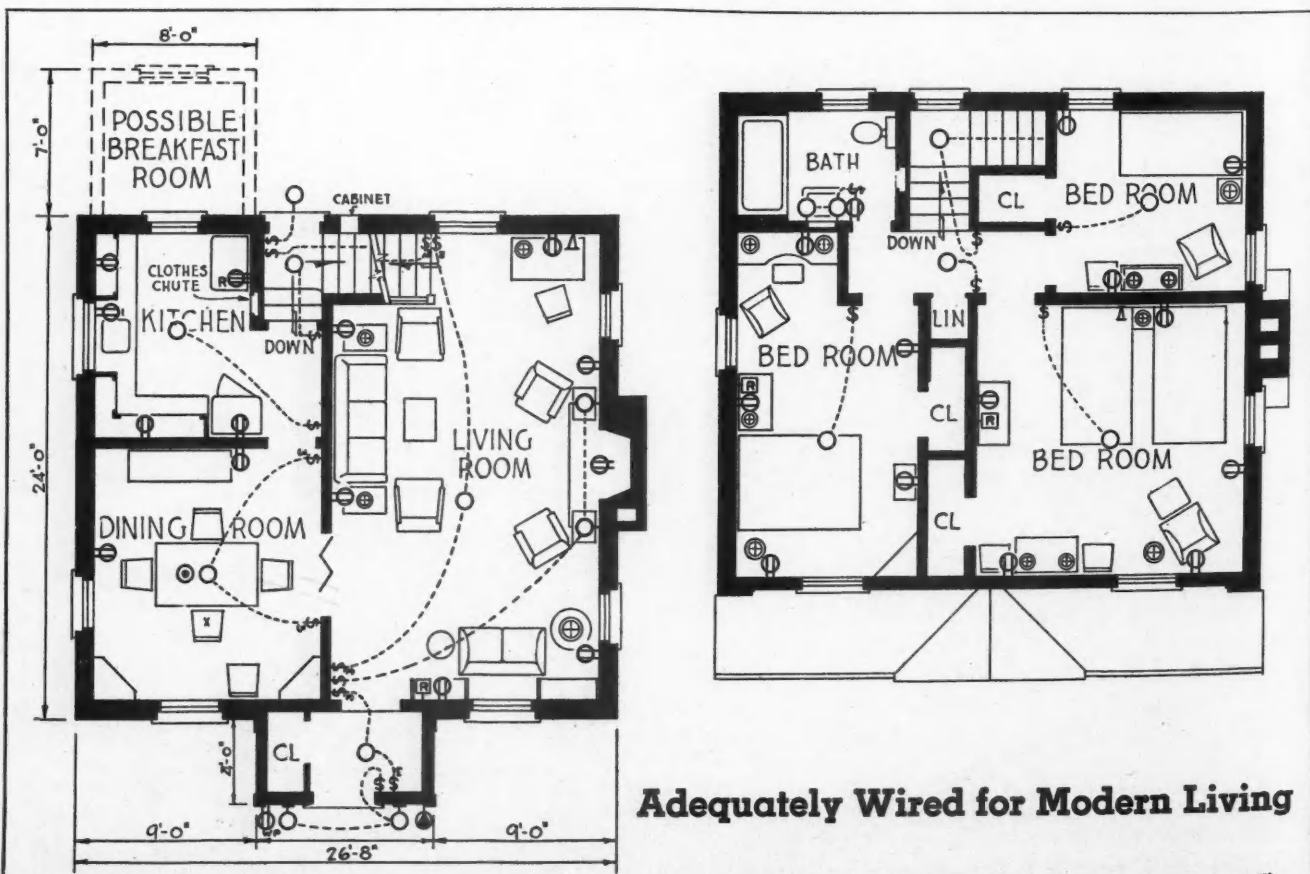 8'-0"
7'-0"
POSSIBLE
BREAKFAST
ROOM
CABINET
CLOTHES
CHUTE
KITCHEN
DOWN
24'-0"
LIVING
ROOM
DINING ROOM
R
X
R
CL
4'-0"
9'-0"
9'-0"
26'-8"
BATH
CL
BED ROOM
DOWN
LIN
BED ROOM
R
CL
R
BED ROOM
CL
Adequately Wired for Modern Living